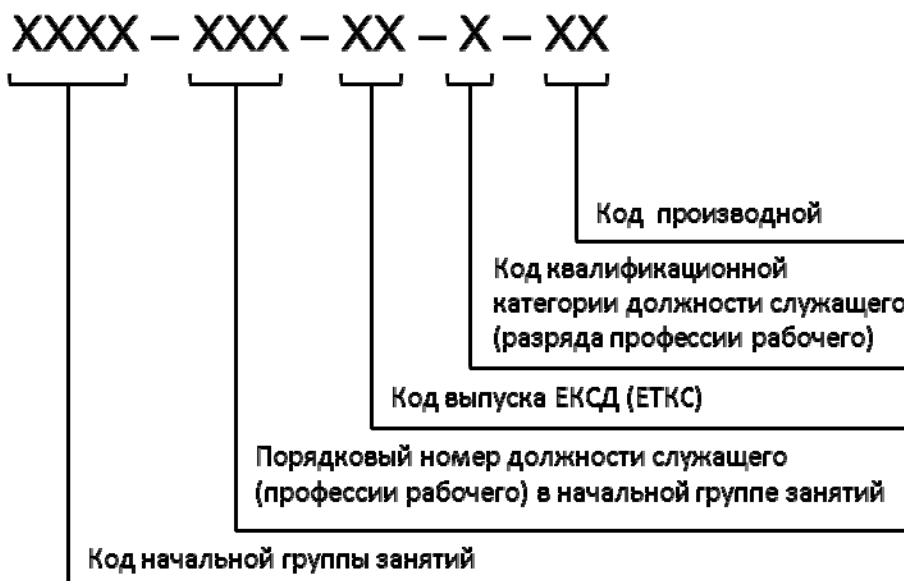 XXXX – XXX – XX – X – XX
Код производной
Код квалификационной
категории должности служащего
(разряда профессии рабочего)
Код выпуска ЕКСД (ЕТКС)
Порядковый номер должности служащего
(профессии рабочего) в начальной группе занятий
Код начальной группы занятий